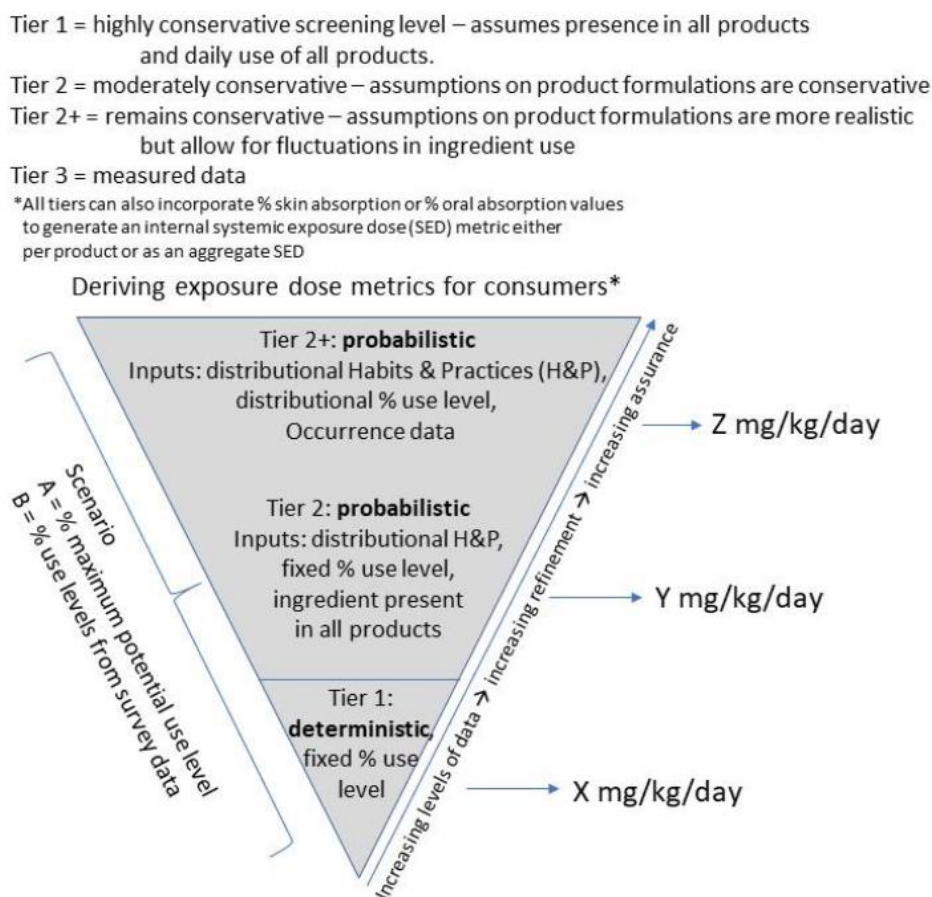 Tier 1 = highly conservative screening level – assumes presence in all products
and daily use of all products.
Tier 2 = moderately conservative – assumptions on product formulations are conservative
Tier 2+ = remains conservative – assumptions on product formulations are more realistic
but allow for fluctuations in ingredient use
Tier 3 = measured data
*All tiers can also incorporate % skin absorption or % oral absorption values
to generate an internal systemic exposure dose (SED) metric either
per product or as an aggregate SED
Deriving exposure dose metrics for consumers*
Tier 2+: probabilistic
Inputs: distributional Habits & Practices (H&P),
distributional % use level,
Occurrence data
Tier 2: probabilistic
Inputs: distributional H&P,
fixed % use level,
ingredient present
in all products
Tier 1:
deterministic,
fixed % use
level
Scenario
A = % maximum potential use level
B = % use levels from survey data
Increasing levels of data → increasing refinement → increasing assurance
Z mg/kg/day
Y mg/kg/day
X mg/kg/day